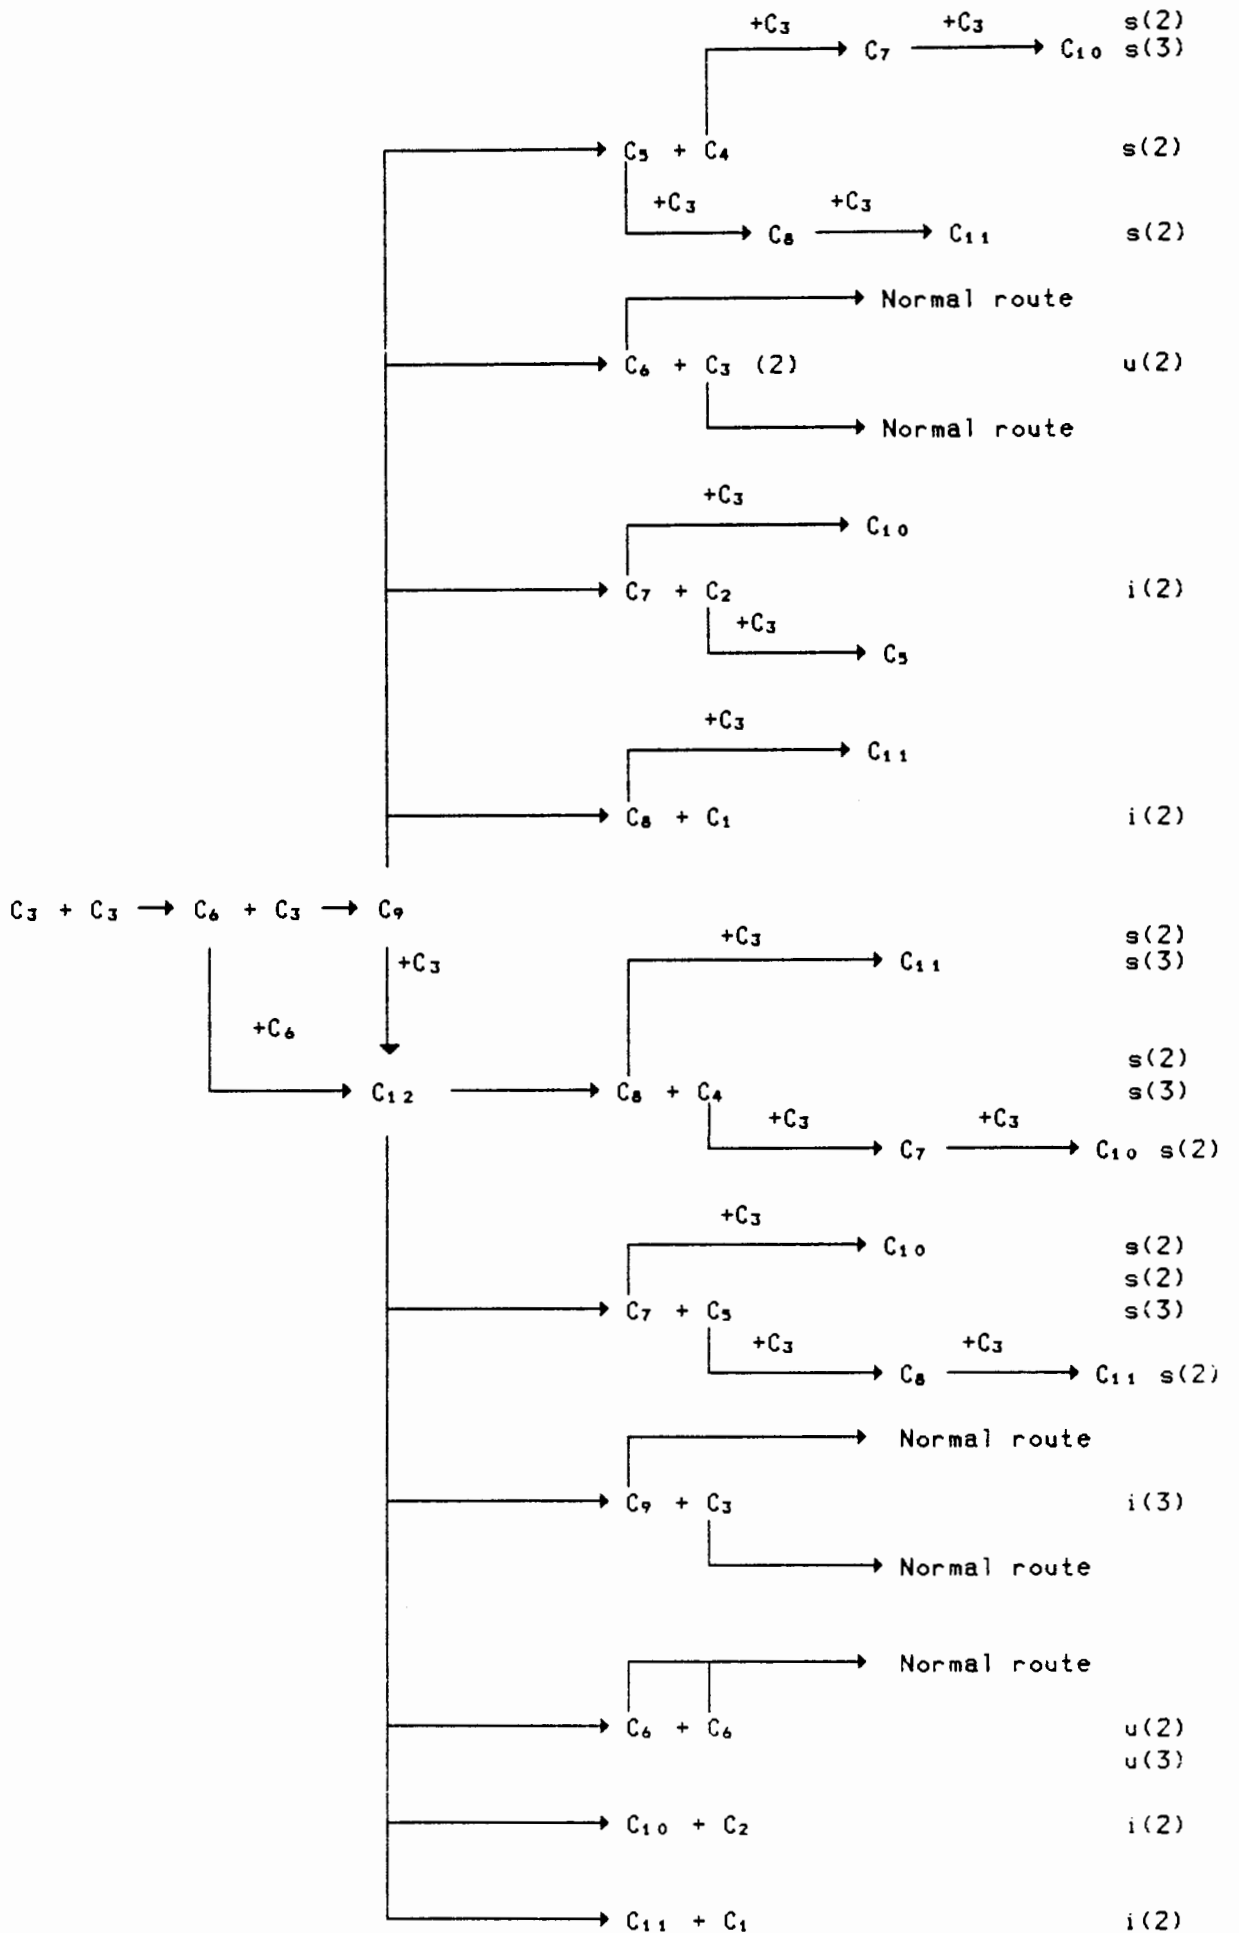 +C₃ +C₃ s(2)
C₇ C₁₀ s(3)
C₅ + C₄ s(2)
+C₃ +C₃
C₈ C₁₁ s(2)
Normal route
C₆ + C₃ (2) u(2)
Normal route
+C₃
C₁₀
C₇ + C₂ i(2)
+C₃
C₅
+C₃
C₁₁
C₈ + C₁ i(2)
C₃ + C₃ → C₆ + C₃ → C₉
+C₃ s(2)
C₁₁ s(3)
+C₃
+C₆
s(2)
C₁₂ C₈ + C₄ s(3)
+C₃ +C₃
C₇ C₁₀ s(2)
+C₃
C₁₀ s(2)
s(2)
C₇ + C₅ s(3)
+C₃ +C₃
C₈ C₁₁ s(2)
Normal route
C₉ + C₃ i(3)
Normal route
Normal route
C₆ + C₆ u(2)
u(3)
C₁₀ + C₂ i(2)
C₁₁ + C₁ i(2)